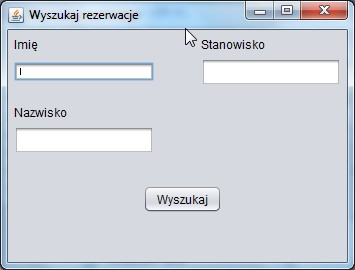 Wyszukaj rezerwacje
Imię
Stanowisko
Nazwisko
Wyszukaj